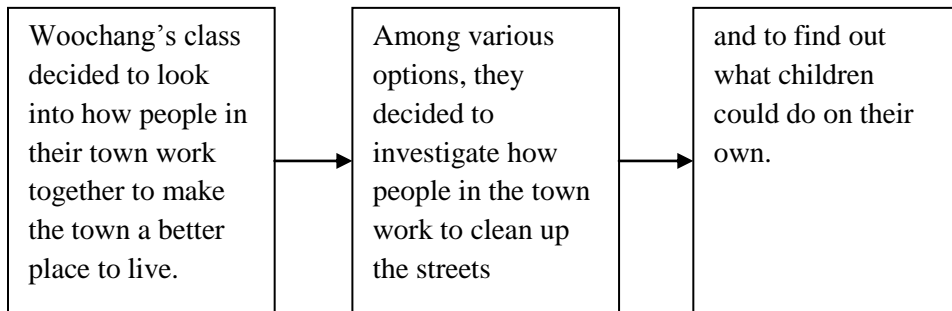 Woochang’s class
decided to look
into how people in
their town work
together to make
the town a better
place to live.
Among various
options, they
decided to
investigate how
people in the town
work to clean up
the streets
and to find out
what children
could do on their
own.